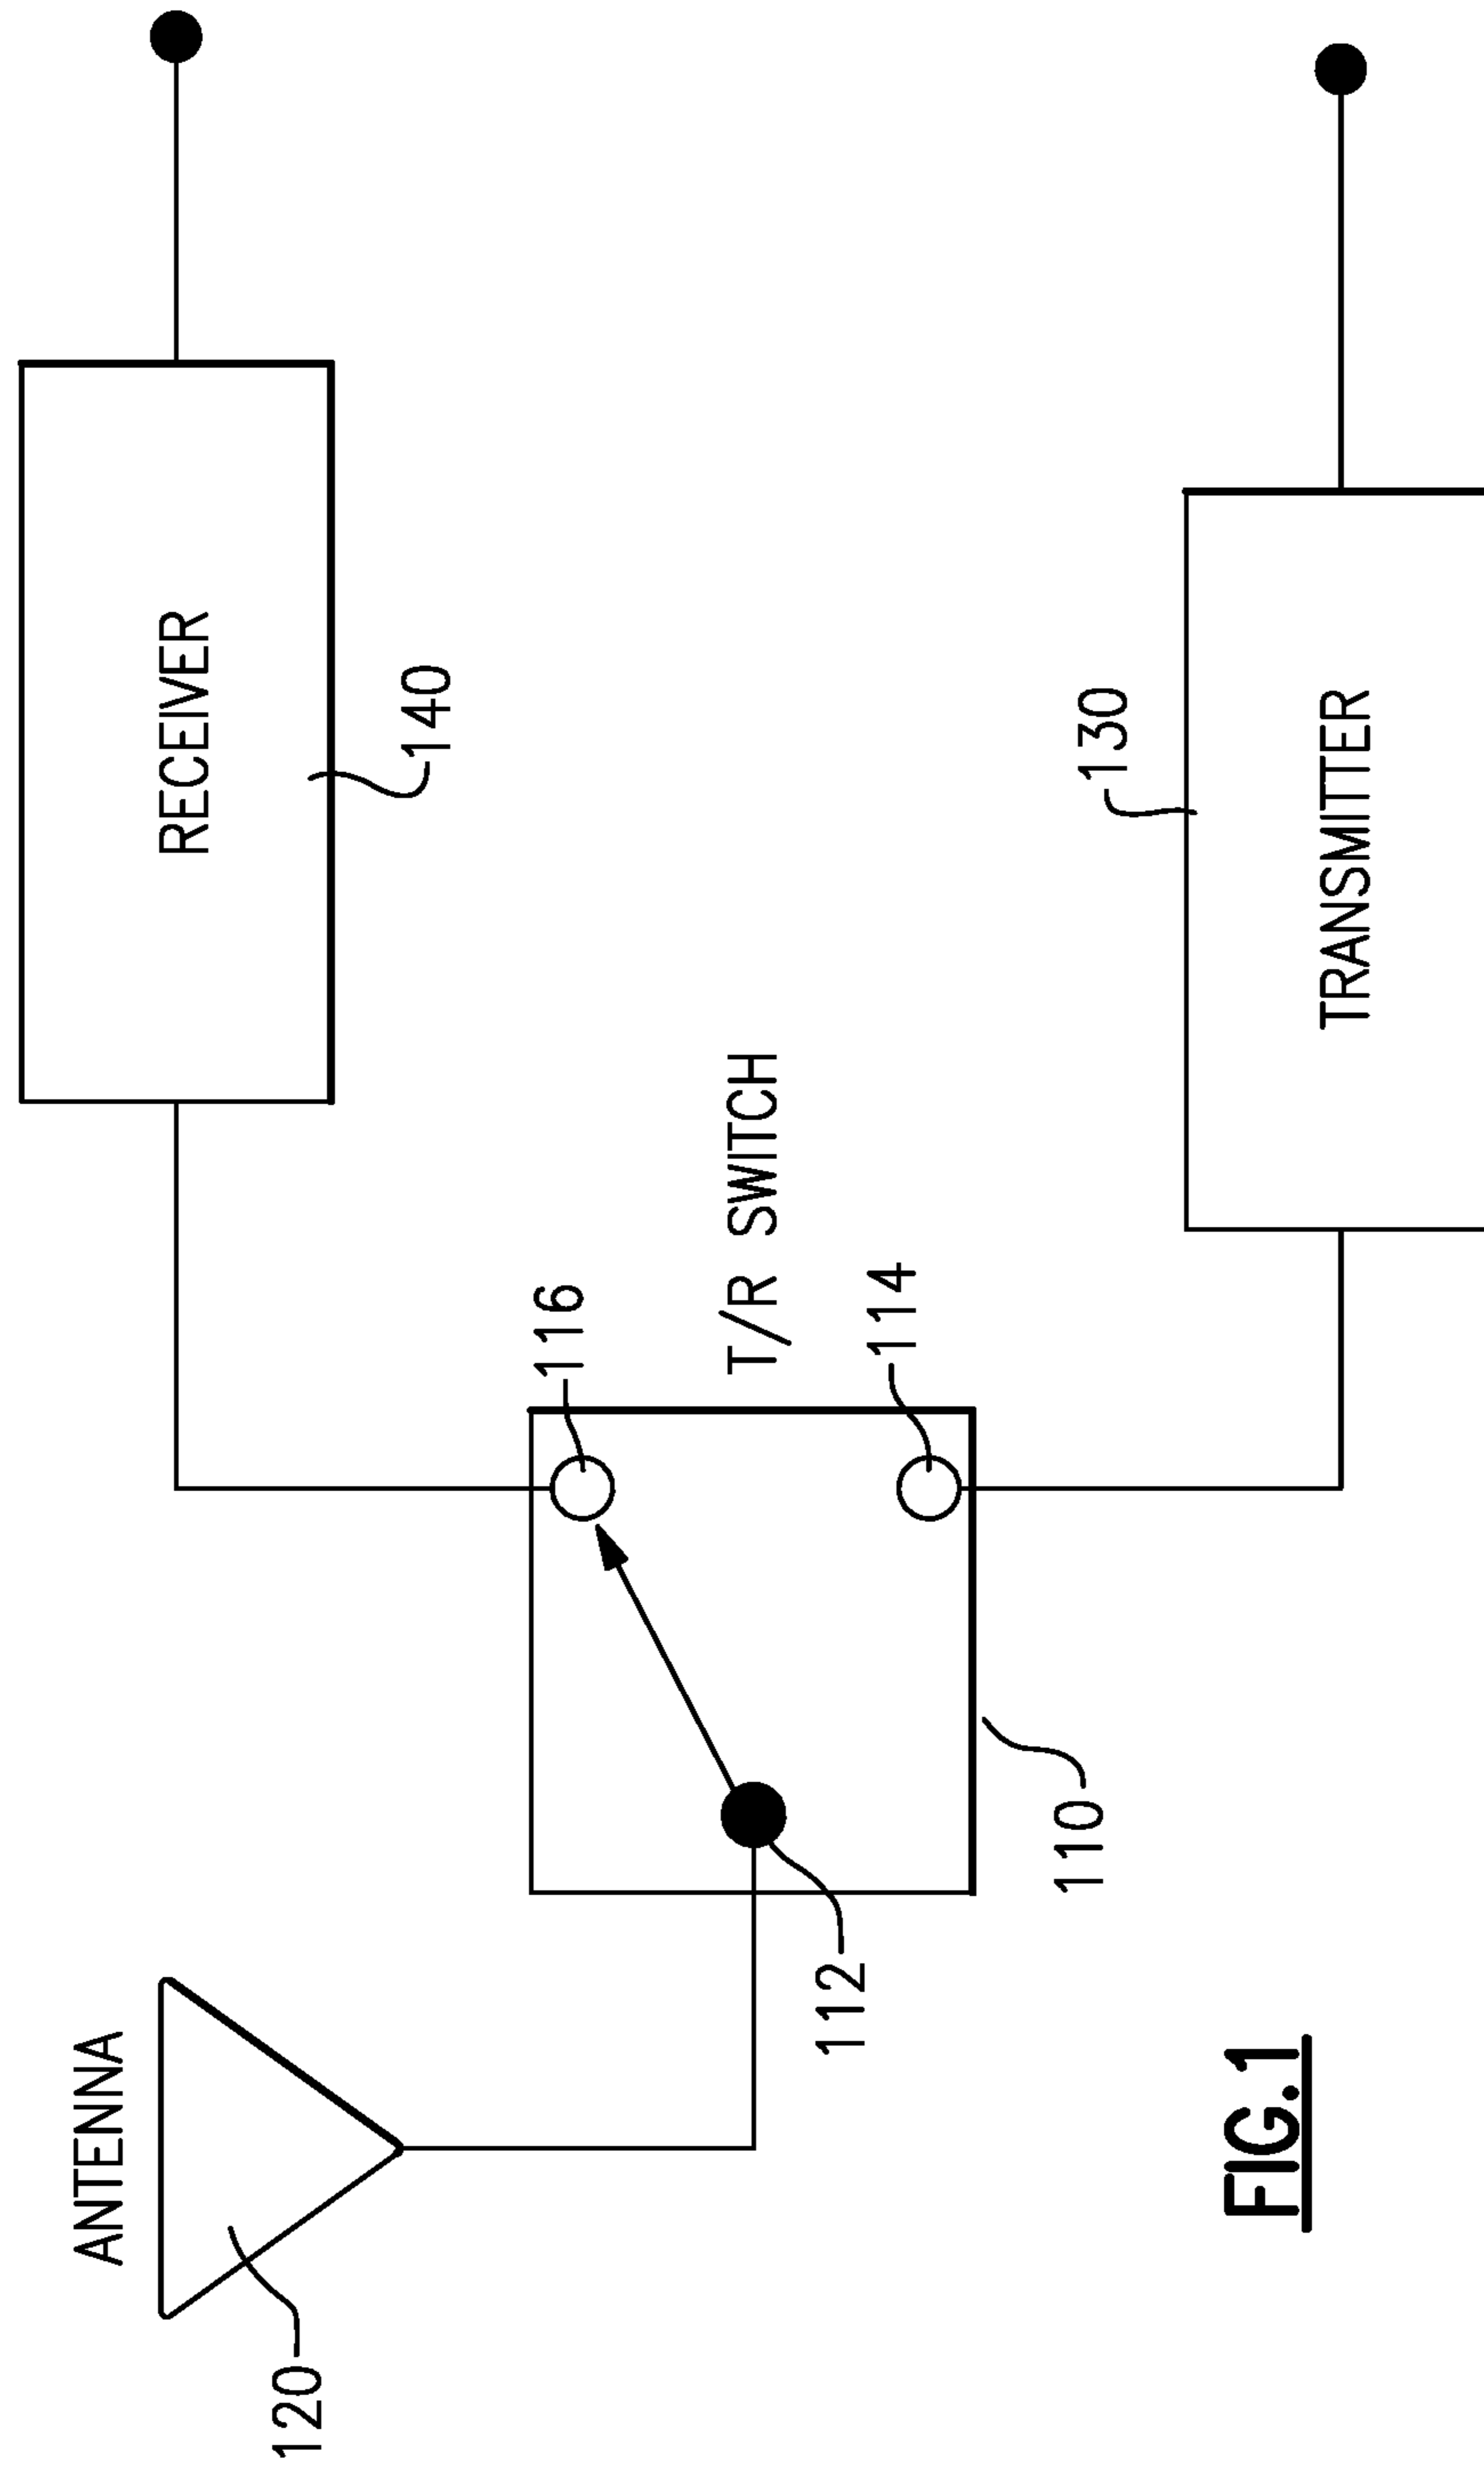 ANTENNA
120
112
110
116
T/R SWITCH
114
RECEIVER
140
130
TRANSMITTER
FIG.1